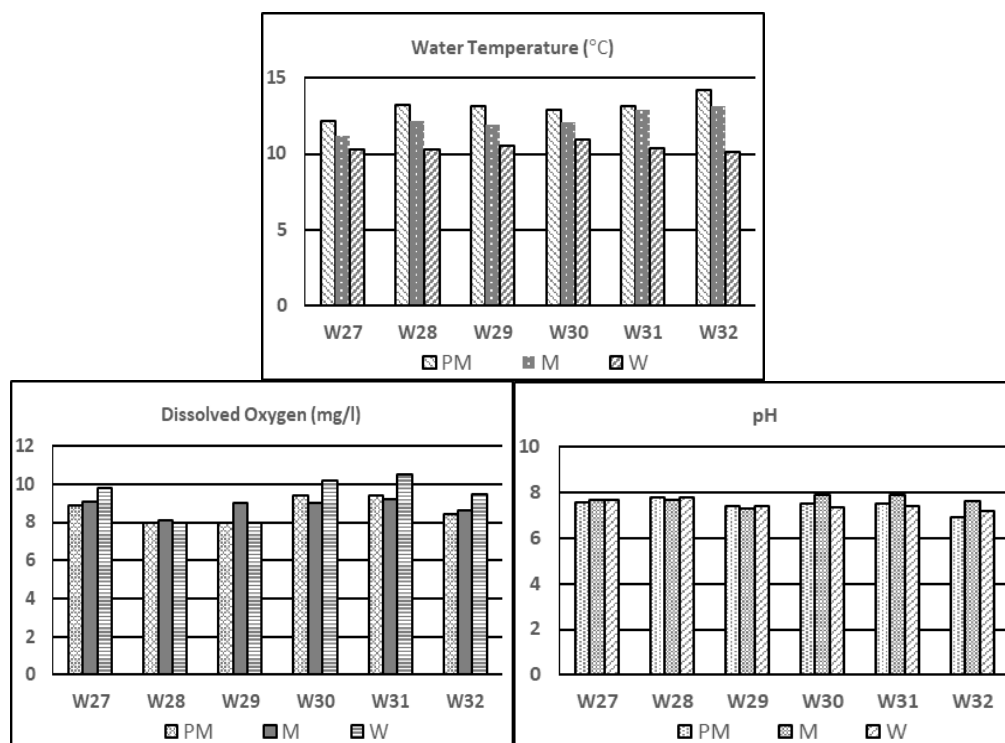 Water Temperature (°C)
15
10
5
0
W27 W28 W29 W30 W31 W32
PM M W
Dissolved Oxygen (mg/l)
12
10
8
6
4
2
0
W27 W28 W29 W30 W31 W32
PM M W
pH
10
8
6
4
2
0
W27 W28 W29 W30 W31 W32
PM M W